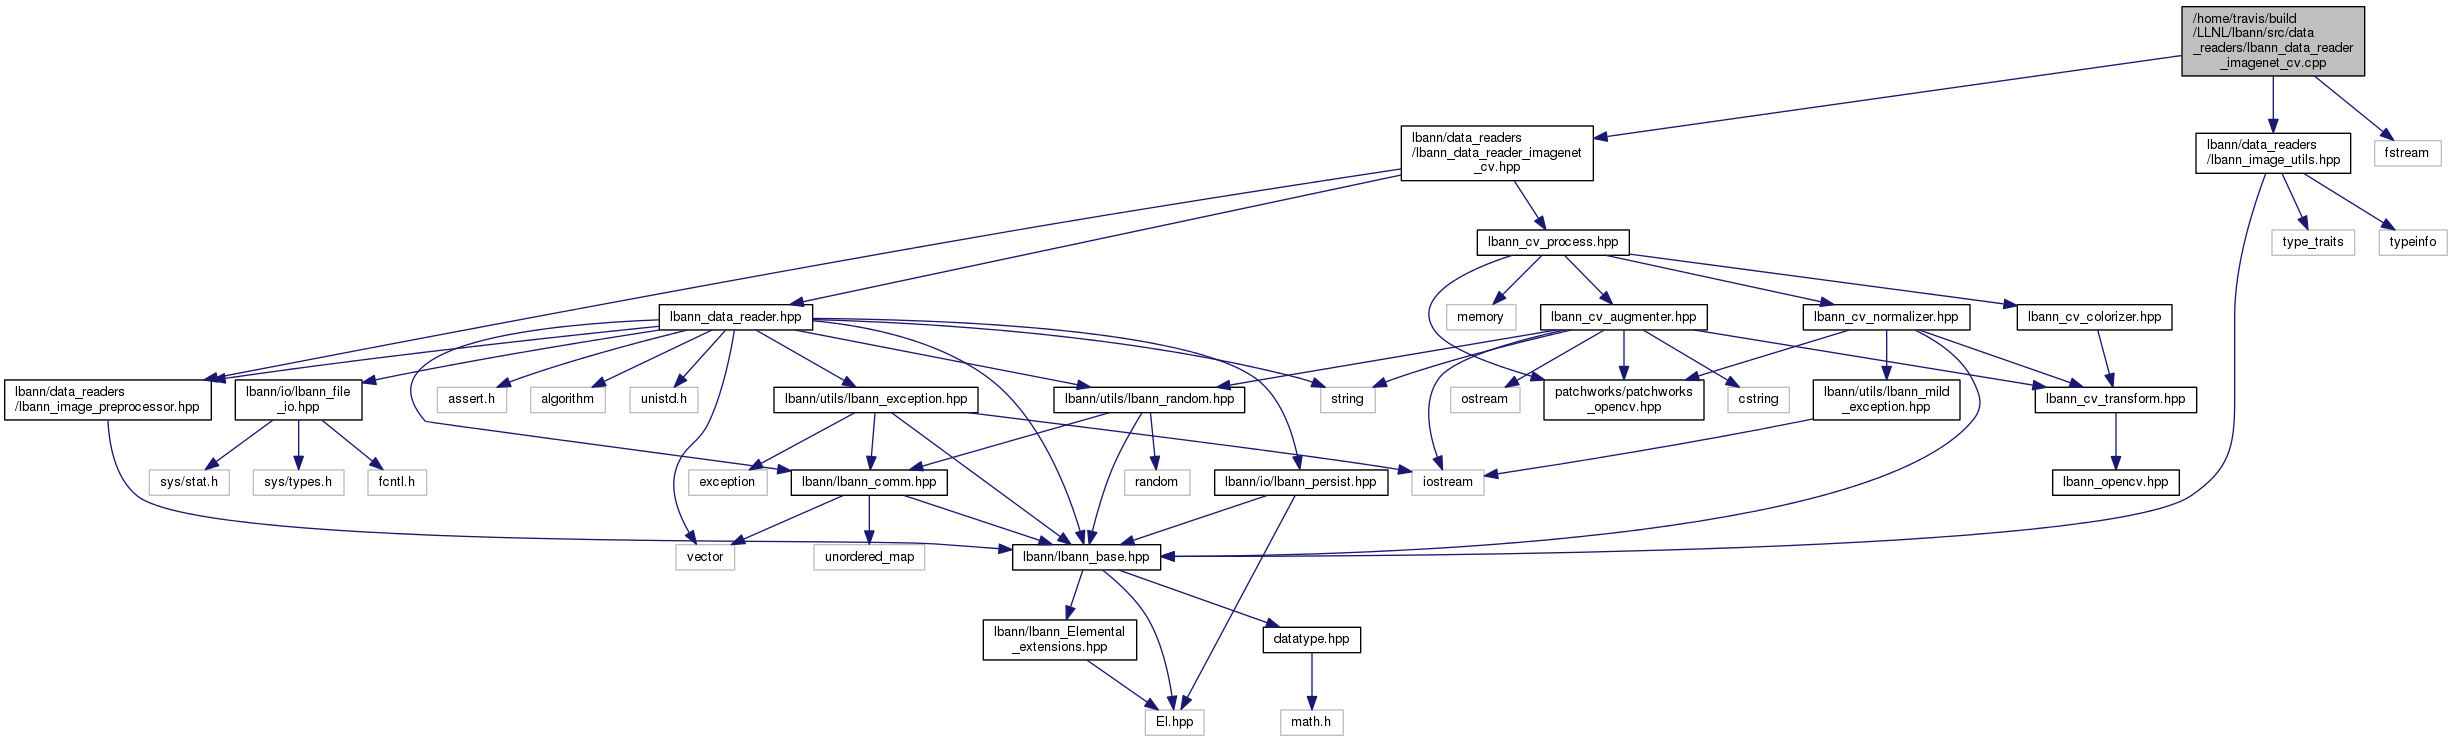 /home/travis/build
/LLNL/lbann/src/data
_readers/lbann_data_reader
_imagenet_cv.cpp
lbann/data_readers
/lbann_data_reader_imagenet
_cv.hpp
lbann/data_readers
/lbann_image_utils.hpp
fstream
lbann_cv_process.hpp
type_traits
typeinfo
lbann_data_reader.hpp
memory
lbann_cv_augmenter.hpp
lbann_cv_normalizer.hpp
lbann_cv_colorizer.hpp
lbann/data_readers
/lbann_image_preprocessor.hpp
lbann/io/lbann_file
_io.hpp
assert.h
algorithm
unistd.h
lbann/utils/lbann_exception.hpp
lbann/utils/lbann_random.hpp
string
ostream
patchworks/patchworks
_opencv.hpp
cstring
lbann/utils/lbann_mild
_exception.hpp
lbann_cv_transform.hpp
sys/stat.h
sys/types.h
fcntl.h
exception
lbann/lbann_comm.hpp
random
lbann/io/lbann_persist.hpp
iostream
lbann_opencv.hpp
vector
unordered_map
lbann/lbann_base.hpp
lbann/lbann_Elemental
_extensions.hpp
datatype.hpp
El.hpp
math.h